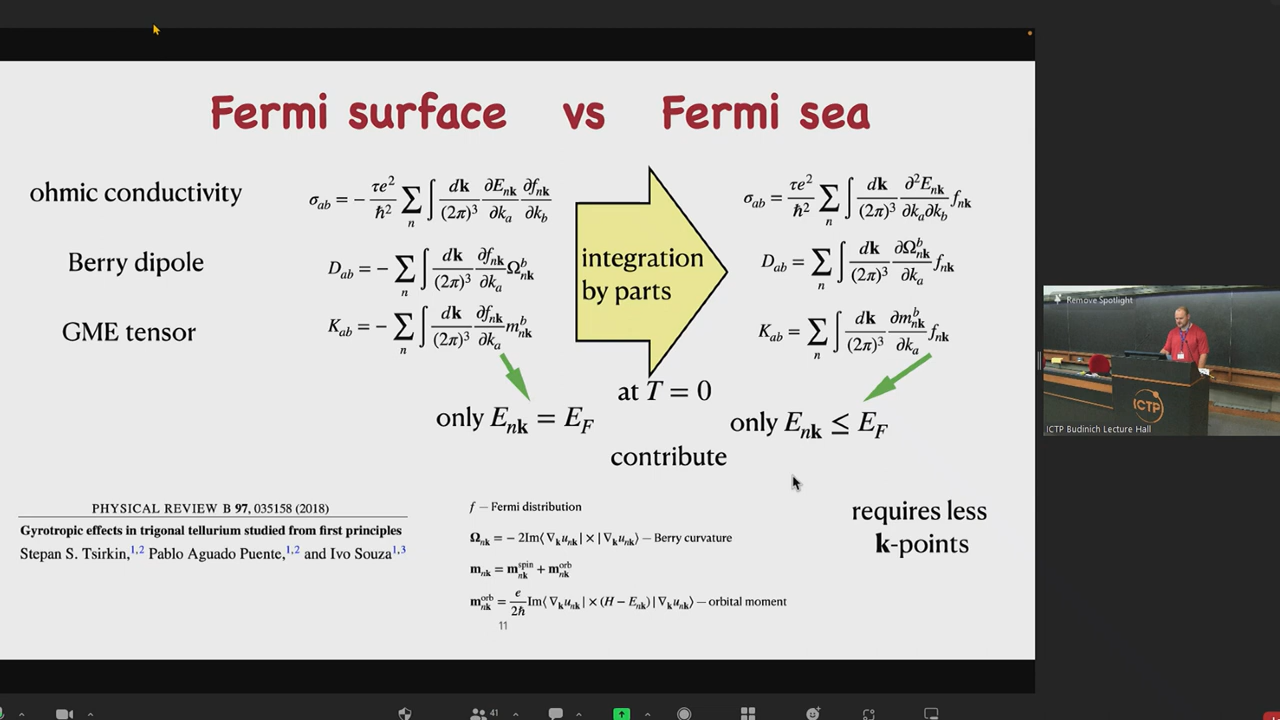 Fermi surface vs Fermi sea
ohmic conductivity
σ_ab = − τe²/ħ² ∑_n ∫ dk/(2π)³ ∂E_nk/∂k_a ∂f_nk/∂k_b
σ_ab = τe²/ħ² ∑_n ∫ dk/(2π)³ ∂²E_nk/∂k_a∂k_b f_nk
Berry dipole
D_ab = − ∑_n ∫ dk/(2π)³ ∂f_nk/∂k_a Ω^b_nk
integration
by parts
D_ab = ∑_n ∫ dk/(2π)³ ∂Ω^b_nk/∂k_a f_nk
GME tensor
K_ab = − ∑_n ∫ dk/(2π)³ ∂f_nk/∂k_a m^b_nk
K_ab = ∑_n ∫ dk/(2π)³ ∂m^b_nk/∂k_a f_nk
at T = 0
only E_nk = E_F
only E_nk ≤ E_F
contribute
PHYSICAL REVIEW B 97, 035158 (2018)
Gyrotropic effects in trigonal tellurium studied from first principles
Stepan S. Tsirkin,1,2 Pablo Aguado Puente,1,2 and Ivo Souza1,3
f – Fermi distribution
Ω_nk = − 2Im⟨∇_k u_nk| × |∇_k u_nk⟩ – Berry curvature
m_nk = m^spin_nk + m^orb_nk
m^orb_nk = e/2ħ Im⟨∇_k u_nk| × (H − E_nk)|∇_k u_nk⟩ – orbital moment
requires less
k-points
11
Remove Spotlight
ICTP
ICTP Budinich Lecture Hall
41